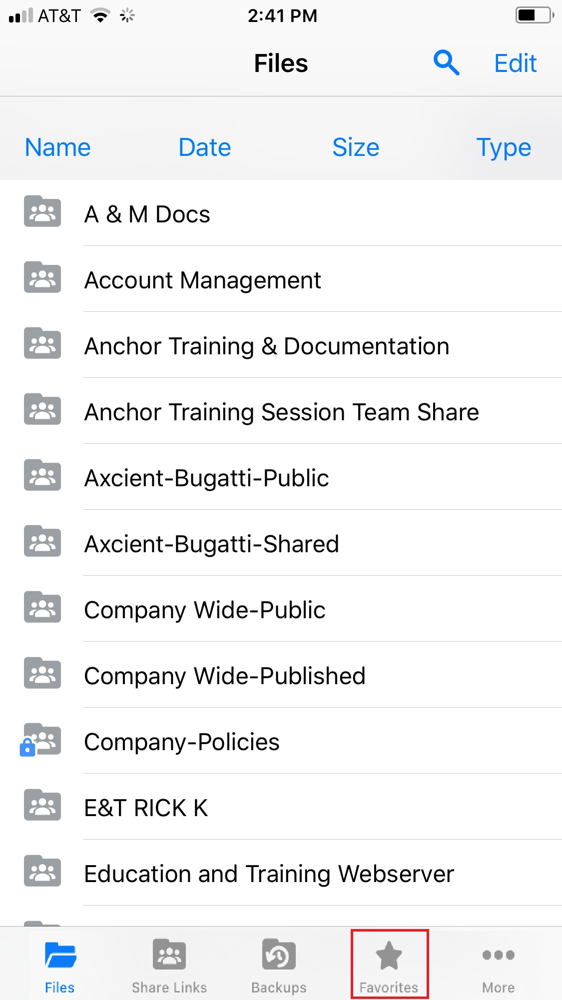 AT&T 2:41 PM
Files Edit
Name Date Size Type
A & M Docs
Account Management
Anchor Training & Documentation
Anchor Training Session Team Share
Axcient-Bugatti-Public
Axcient-Bugatti-Shared
Company Wide-Public
Company Wide-Published
Company-Policies
E&T RICK K
Education and Training Webserver
Files Share Links Backups Favorites More